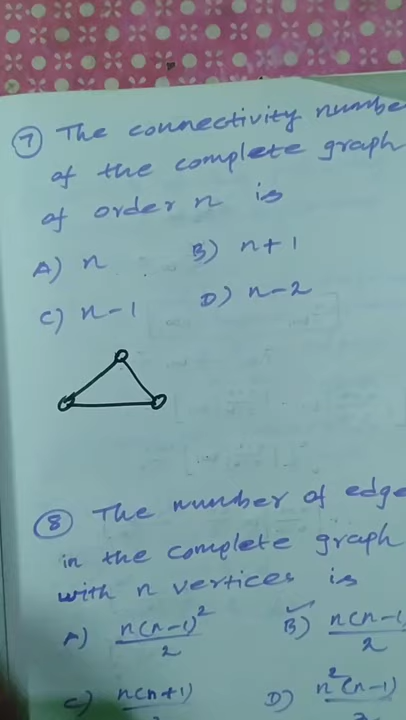 7 The connectivity numbe
of the complete graph
of order n is
A) n B) n+1
C) n-1 D) n-2
8 The number of edge
in the complete graph
with n vertices is
A) n(n-1)²/2 B) n(n-1/2
C) n(n+1) D) n²(n-1)